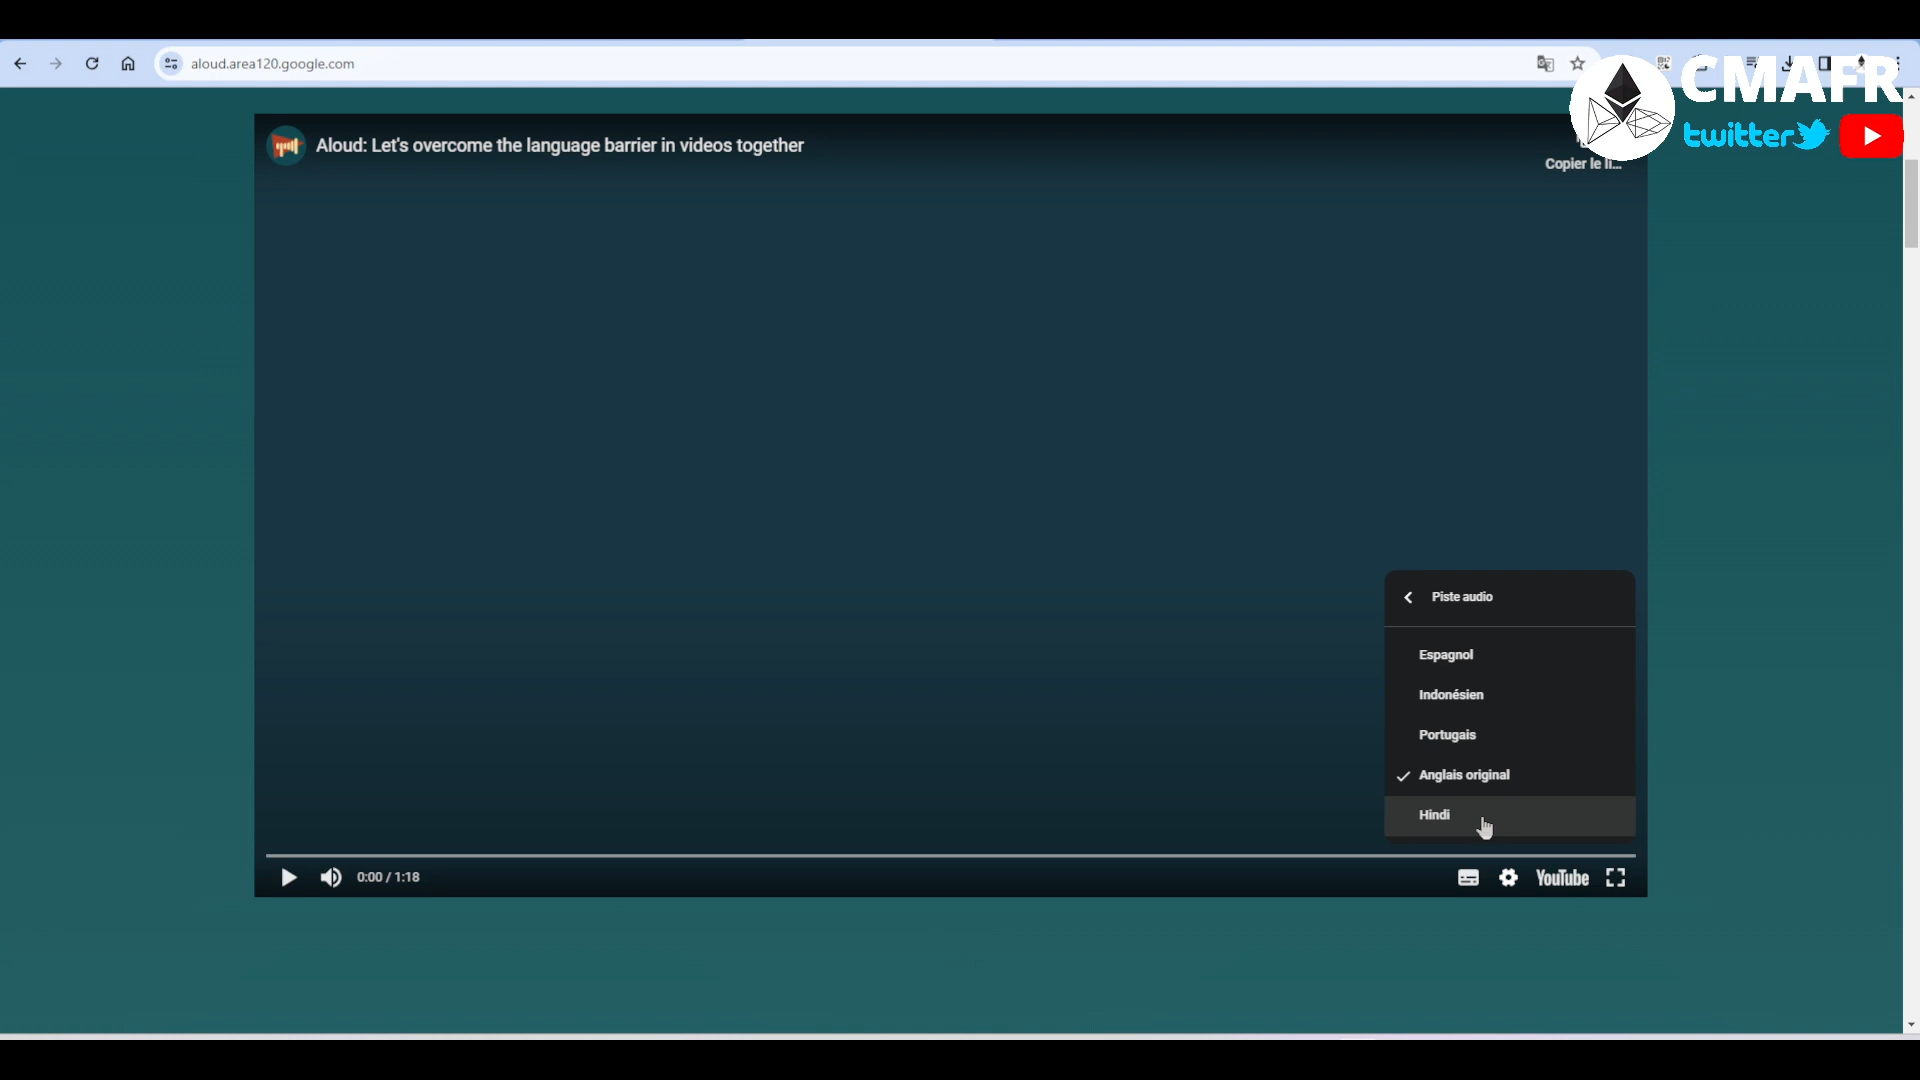 aloud.area120.google.com
CMAFR
twitter
Aloud: Let's overcome the language barrier in videos together
Copier le li...
Piste audio
Espagnol
Indonésien
Portugais
Anglais original
Hindi
0:00 / 1:18
YouTube